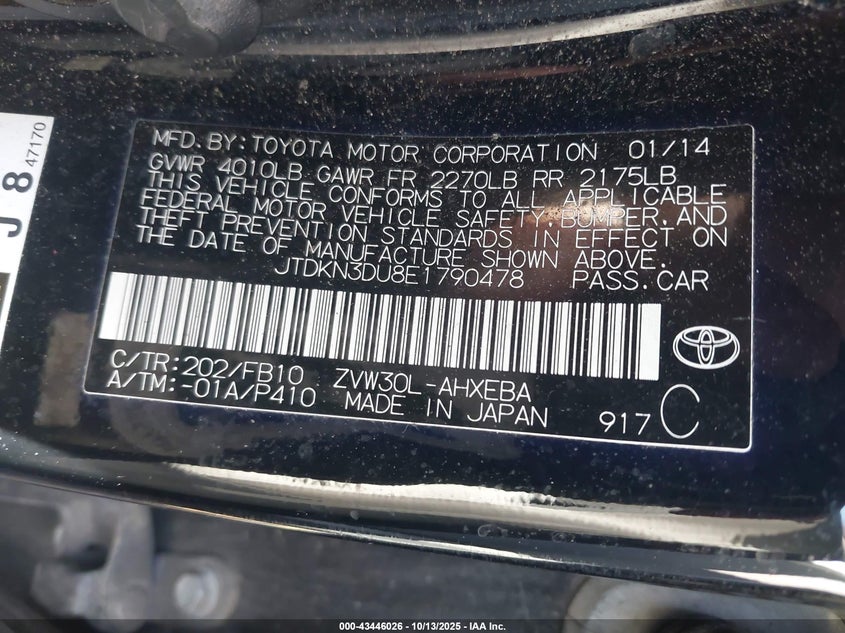 J 8 47170
MFD. BY: TOYOTA MOTOR CORPORATION 01/14
GVWR 4010LB GAWR FR 2270LB RR 2175LB
THIS VEHICLE CONFORMS TO ALL APPLICABLE
FEDERAL MOTOR VEHICLE SAFETY, BUMPER, AND
THEFT PREVENTION STANDARDS IN EFFECT ON
THE DATE OF MANUFACTURE SHOWN ABOVE.
JTDKN3DU8E1790478 PASS. CAR
C/TR: 202/FB10 ZVW30L-AHXEBA
A/TM: -01A/P410 MADE IN JAPAN 917 C
000-43446026 - 10/13/2025 - IAA Inc.